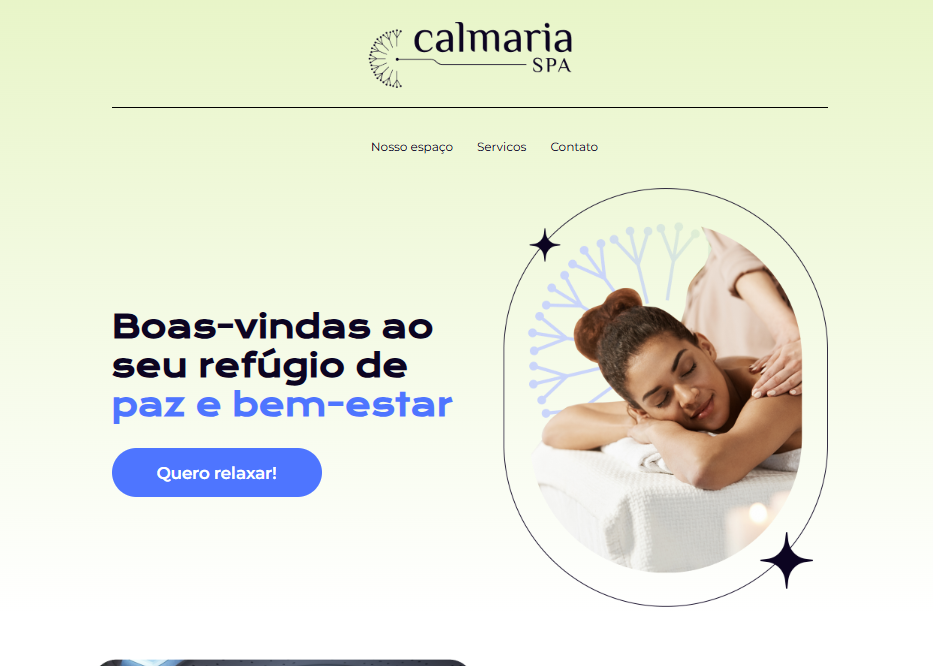 calmaria
SPA
Nosso espaço Servicos Contato
Boas-vindas ao
seu refúgio de
paz e bem-estar
Quero relaxar!